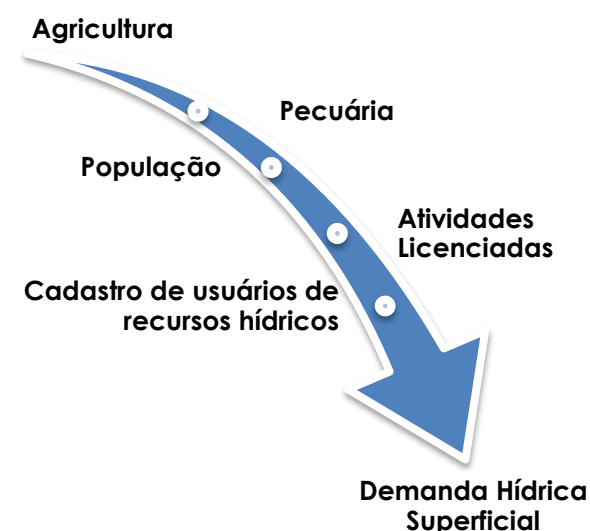 Agricultura
Pecuária
População
Atividades
Licenciadas
Cadastro de usuários de
recursos hídricos
Demanda Hídrica
Superficial